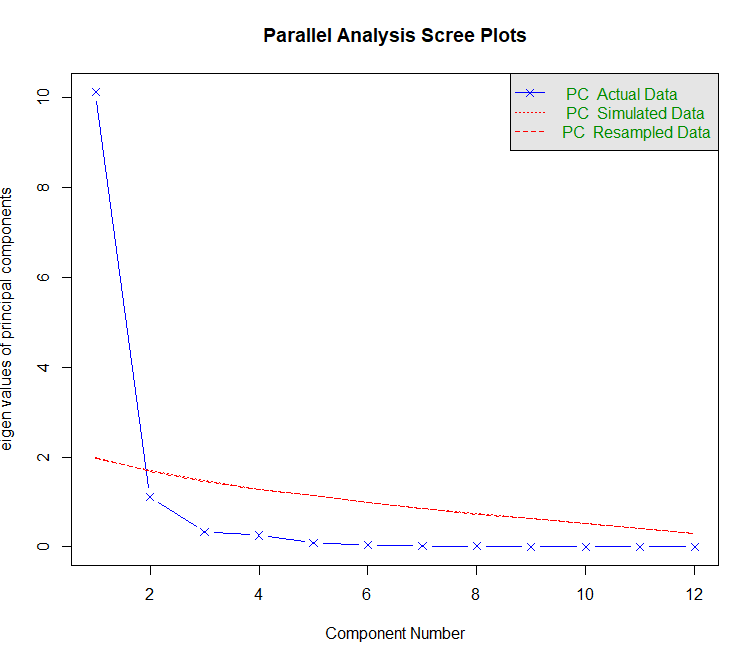 Parallel Analysis Scree Plots
PC Actual Data
PC Simulated Data
PC Resampled Data
eigen values of principal components
10
8
6
4
2
0
2 4 6 8 10 12
Component Number